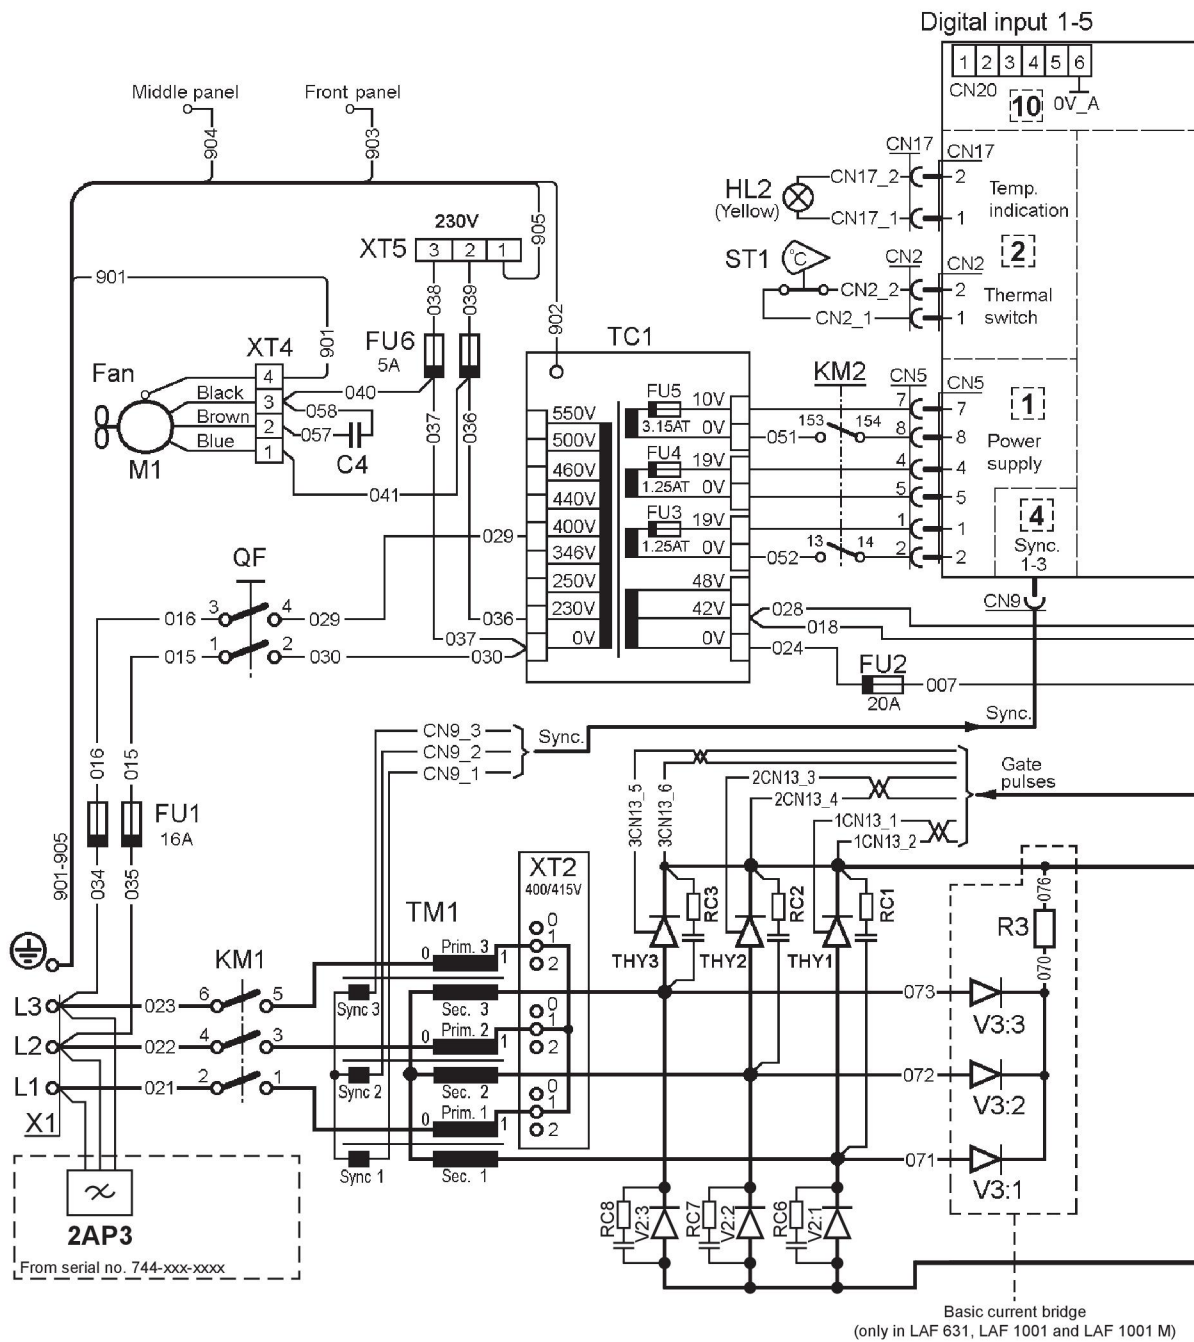 Digital input 1-5
1 2 3 4 5 6
CN20
10
0V_A
Middle panel
Front panel
904
903
905
902
901
901
230V
XT5
3 2 1
038
039
FU6
5A
XT4
4
3
2
1
Fan
Black
Brown
Blue
M1
040
058
057
C4
041
037
036
HL2
(Yellow)
CN17_2
CN17_1
CN17
CN17
2
1
Temp.
indication
2
ST1
°C
CN2_2
CN2_1
CN2
CN2
2
1
Thermal
switch
TC1
550V
500V
460V
440V
400V
346V
250V
230V
0V
FU5
3.15AT
10V
0V
FU4
1.25AT
19V
0V
FU3
1.25AT
19V
0V
48V
42V
0V
KM2
051
153
154
052
13
14
CN5
CN5
7
8
4
5
1
2
7
8
4
5
1
2
1
Power
supply
4
Sync.
1-3
CN9
029
036
037
030
028
018
024
FU2
20A
007
QF
016
3
4
029
015
1
2
030
016
015
FU1
16A
034
035
901-905
CN9_3
CN9_2
CN9_1
Sync.
Sync.
3CN13_5
3CN13_6
2CN13_3
2CN13_4
1CN13_1
1CN13_2
Gate
pulses
XT2
400/415V
0
1
2
0
1
2
0
1
2
TM1
0
Prim. 3
1
Sec. 3
0
Prim. 2
1
Sec. 2
0
Prim. 1
1
Sec. 1
Sync 3
Sync 2
Sync 1
KM1
L3
023
6
5
L2
022
4
3
L1
021
2
1
X1
2AP3
From serial no. 744-xxx-xxxx
RC3
RC2
RC1
THY3
THY2
THY1
RC8
V2:3
RC7
V2:2
RC6
V2:1
076
R3
070
073
V3:3
072
V3:2
071
V3:1
Basic current bridge
(only in LAF 631, LAF 1001 and LAF 1001 M)